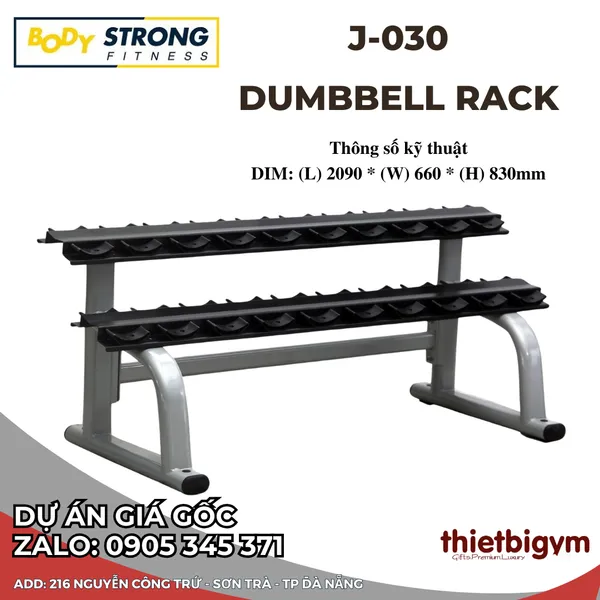 BODY STRONG
FITNESS
J-030
DUMBBELL RACK
Thông số kỹ thuật
DIM: (L) 2090 * (W) 660 * (H) 830mm
DỰ ÁN GIÁ GỐC
ZALO: 0905 345 371
thietbigym
Gifts.Premium.Luxury
ADD: 216 NGUYỄN CÔNG TRỨ - SƠN TRÀ - TP ĐÀ NẴNG